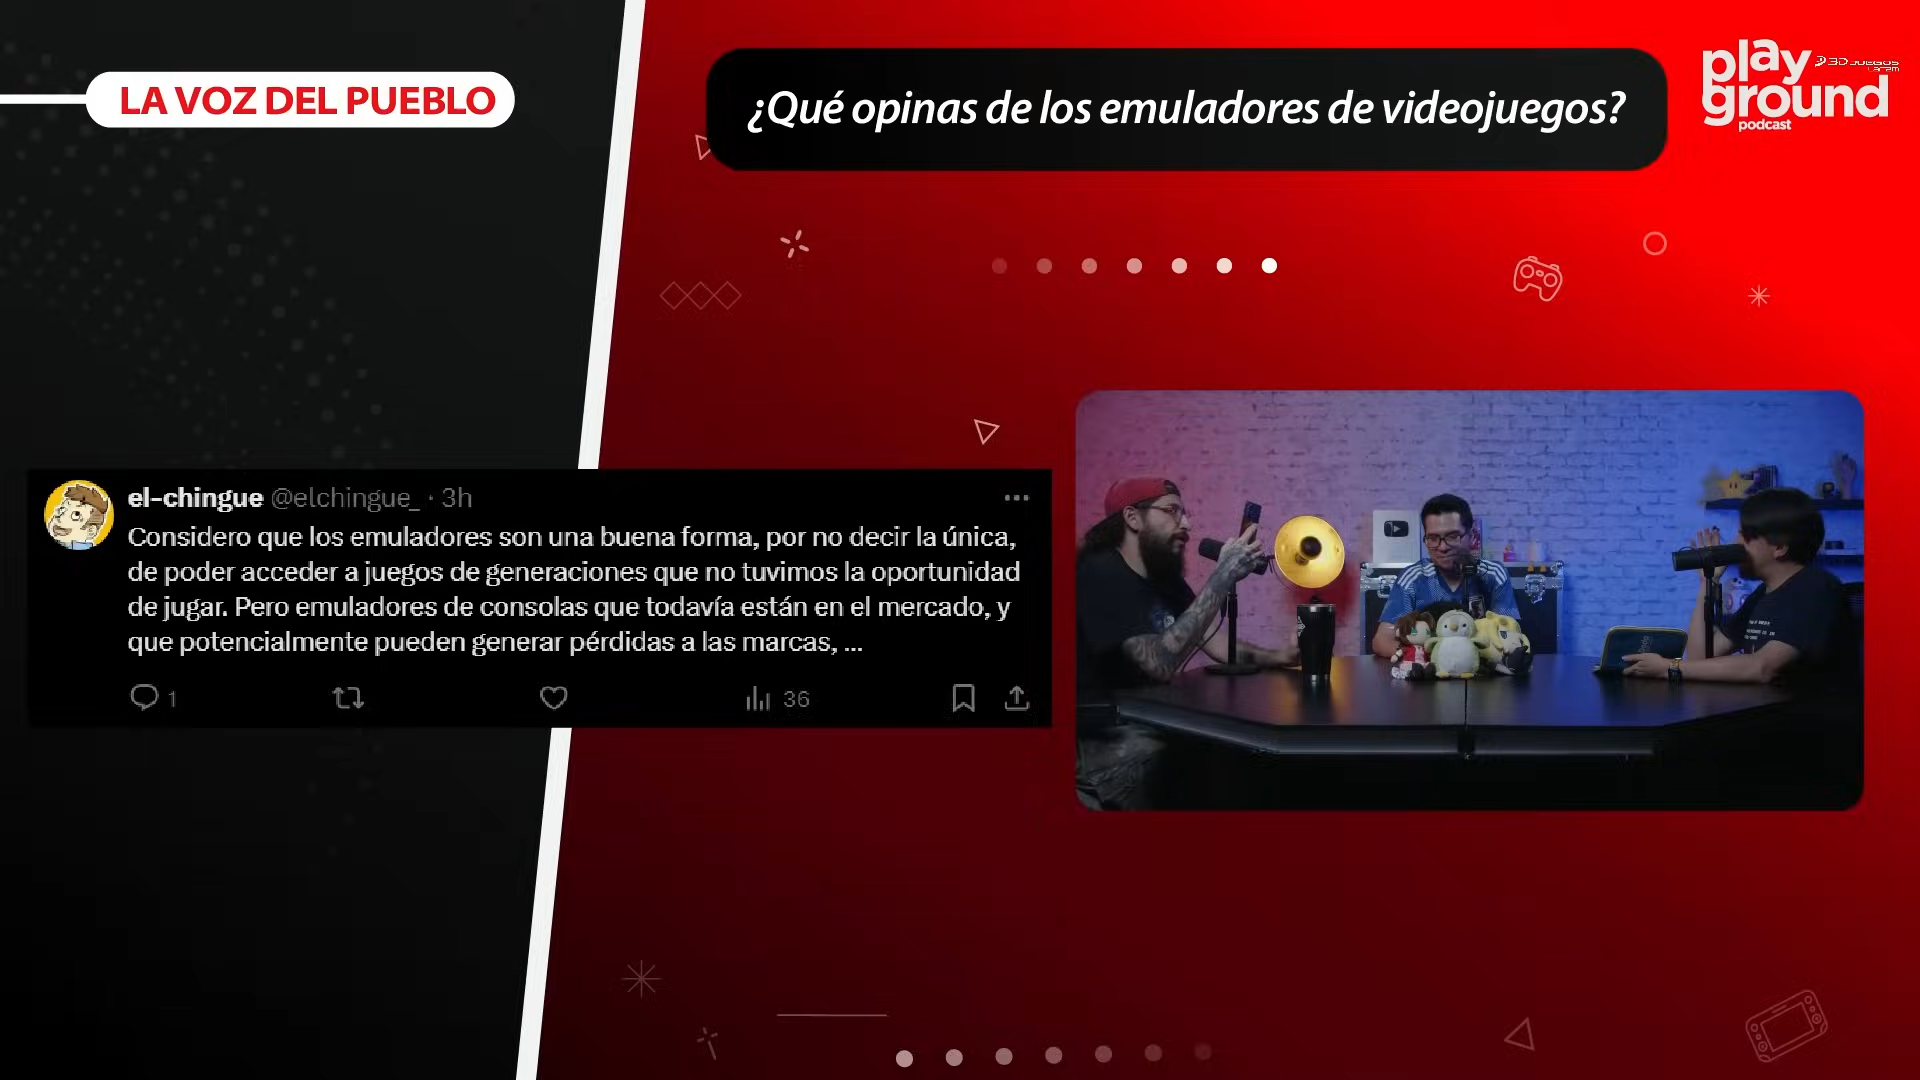 LA VOZ DEL PUEBLO
¿Qué opinas de los emuladores de videojuegos?
play
ground
podcast
3DJUEGOS
LATAM
el-chingue @elchingue_ · 3h
Considero que los emuladores son una buena forma, por no decir la única,
de poder acceder a juegos de generaciones que no tuvimos la oportunidad
de jugar. Pero emuladores de consolas que todavía están en el mercado, y
que potencialmente pueden generar pérdidas a las marcas, ...
1
36